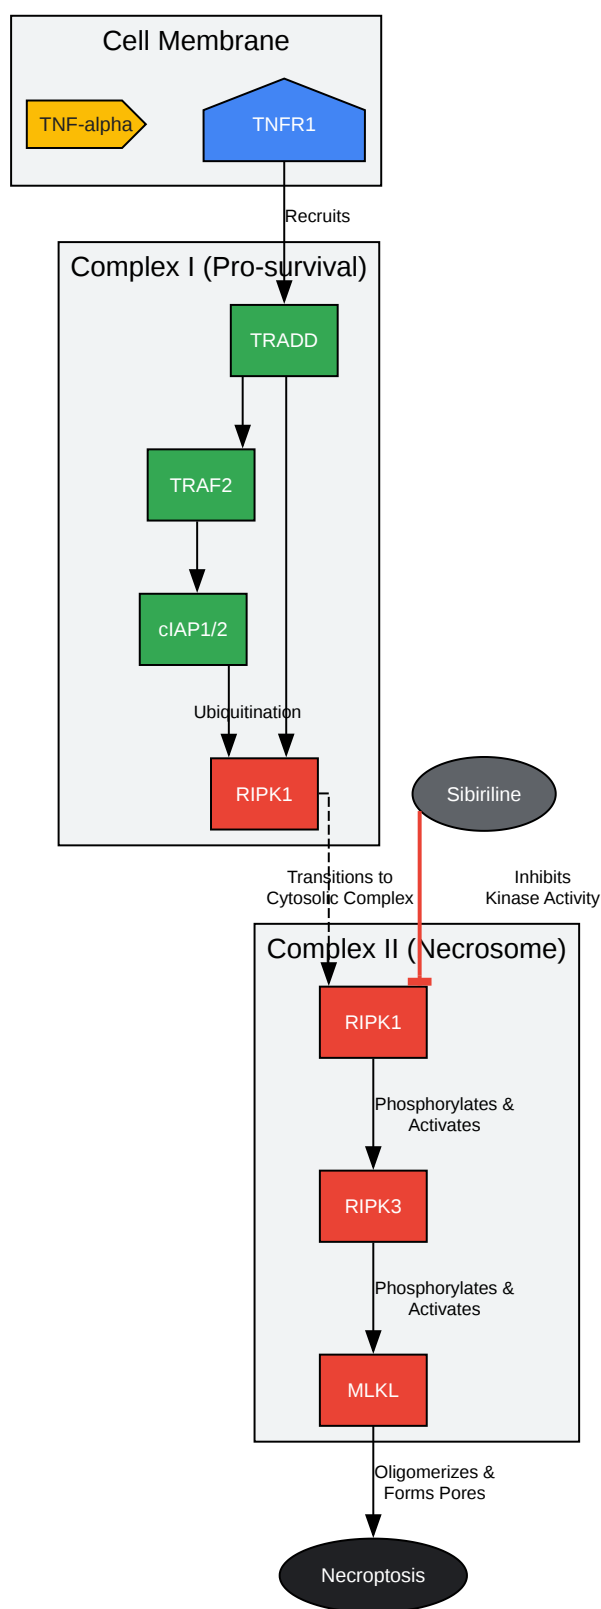 Cell Membrane
TNF-alpha
TNFR1
Recruits
Complex I (Pro-survival)
TRADD
TRAF2
cIAP1/2
Ubiquitination
RIPK1
Sibiriline
Transitions to
Cytosolic Complex
Inhibits
Kinase Activity
Complex II (Necrosome)
RIPK1
Phosphorylates &
Activates
RIPK3
Phosphorylates &
Activates
MLKL
Oligomerizes &
Forms Pores
Necroptosis